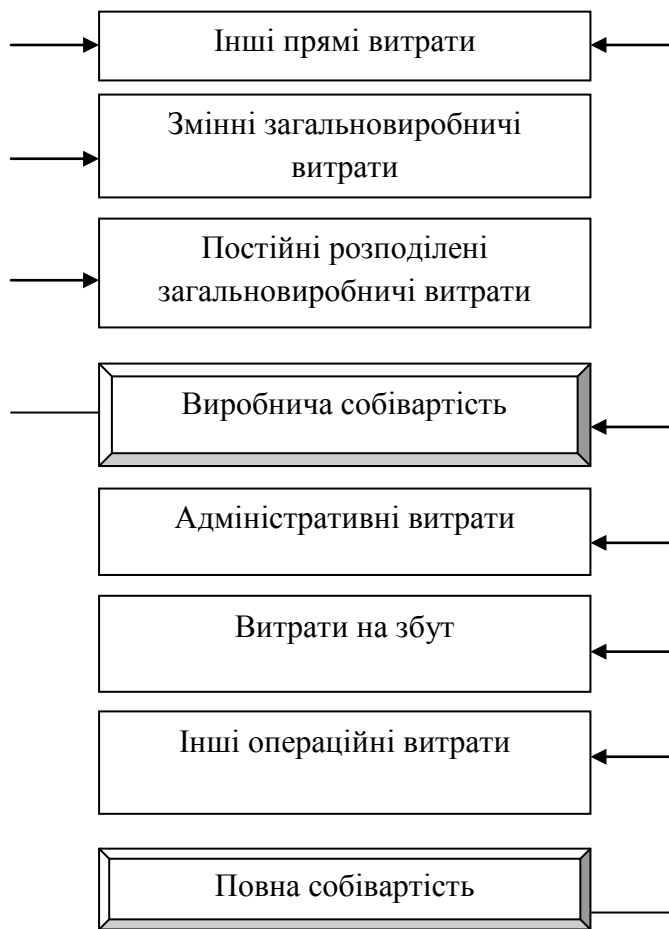 Інші прямі витрати
Змінні загальновиробничі
витрати
Постійні розподілені
загальновиробничі витрати
Виробнича собівартість
Адміністративні витрати
Витрати на збут
Інші операційні витрати
Повна собівартість